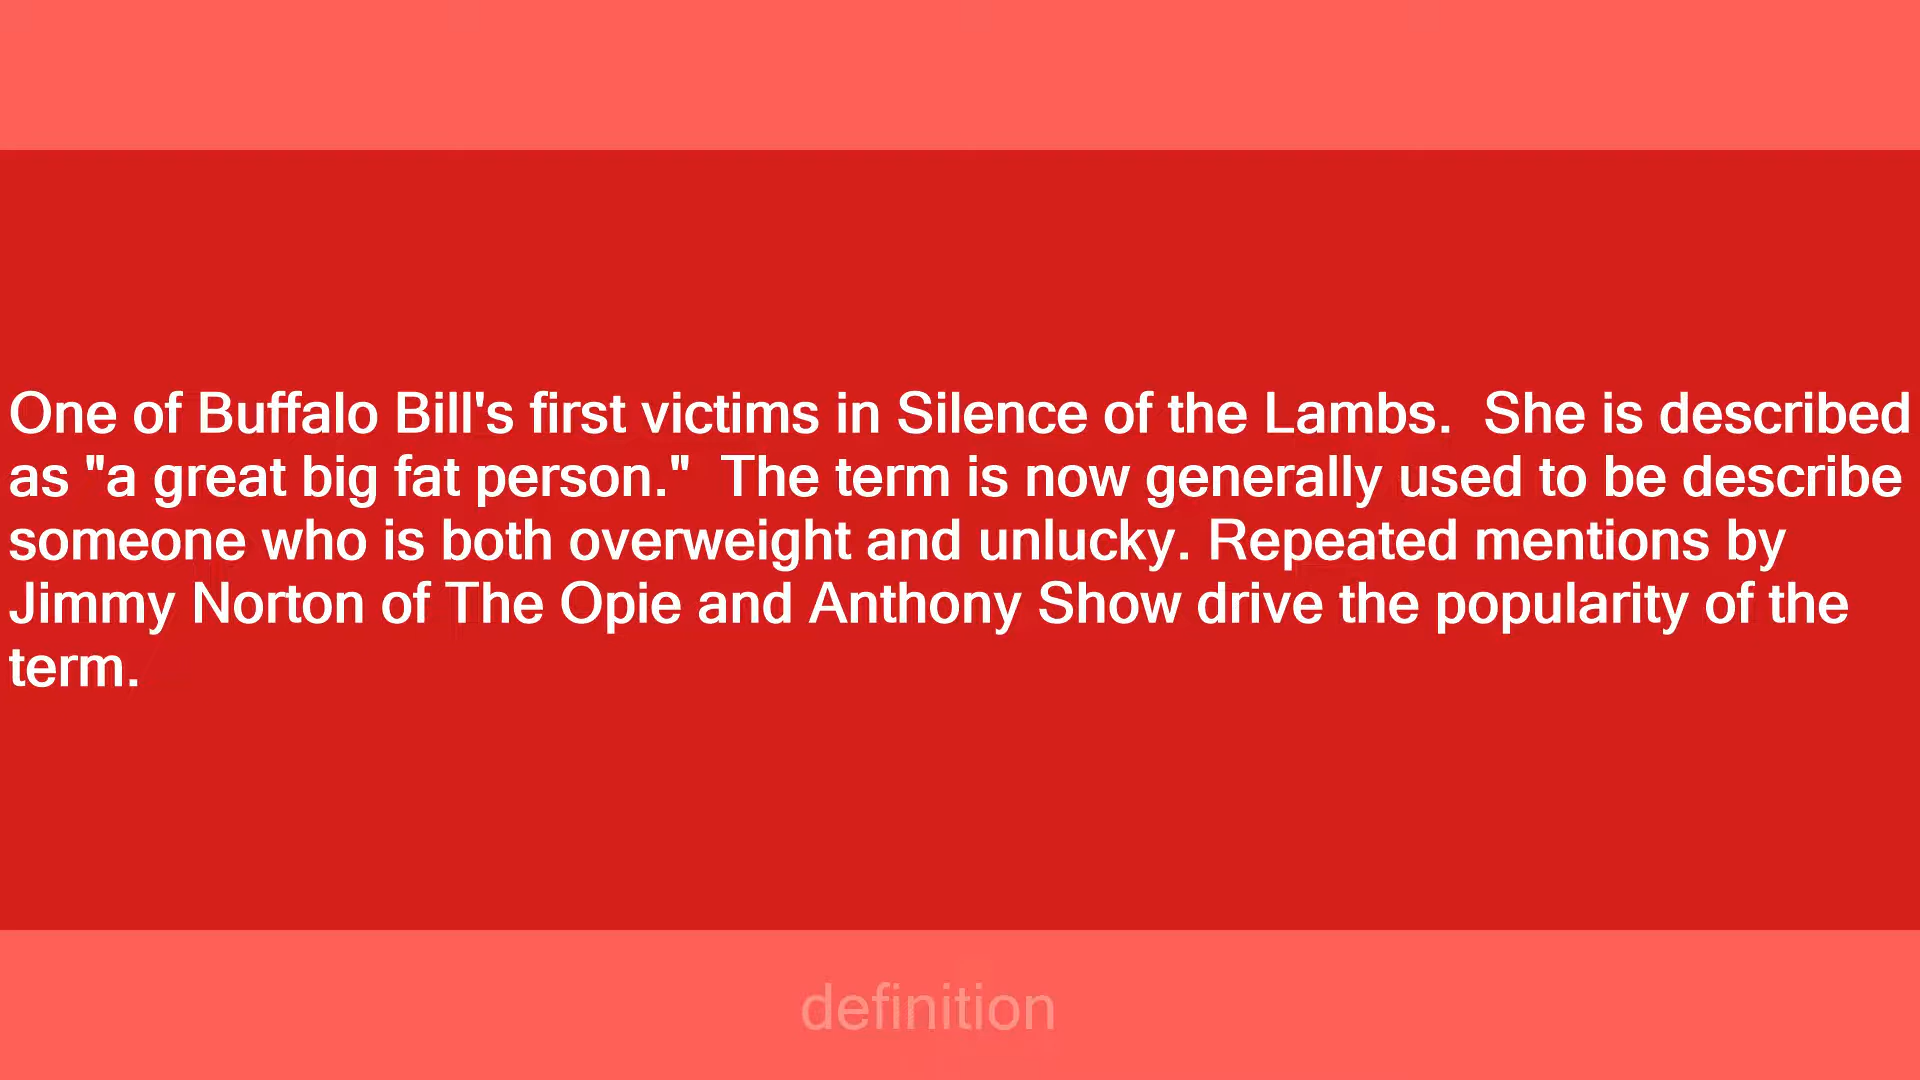 One of Buffalo Bill's first victims in Silence of the Lambs.  She is described
as "a great big fat person."  The term is now generally used to be describe
someone who is both overweight and unlucky. Repeated mentions by
Jimmy Norton of The Opie and Anthony Show drive the popularity of the
term.
definition